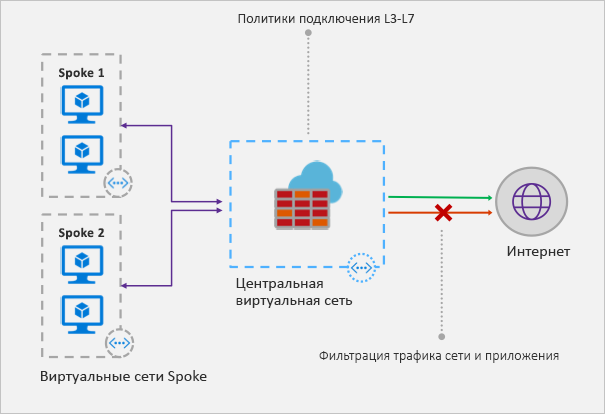 Политики подключения L3-L7
Spoke 1
Spoke 2
Центральная
виртуальная сеть
Интернет
Фильтрация трафика сети и приложения
Виртуальные сети Spoke